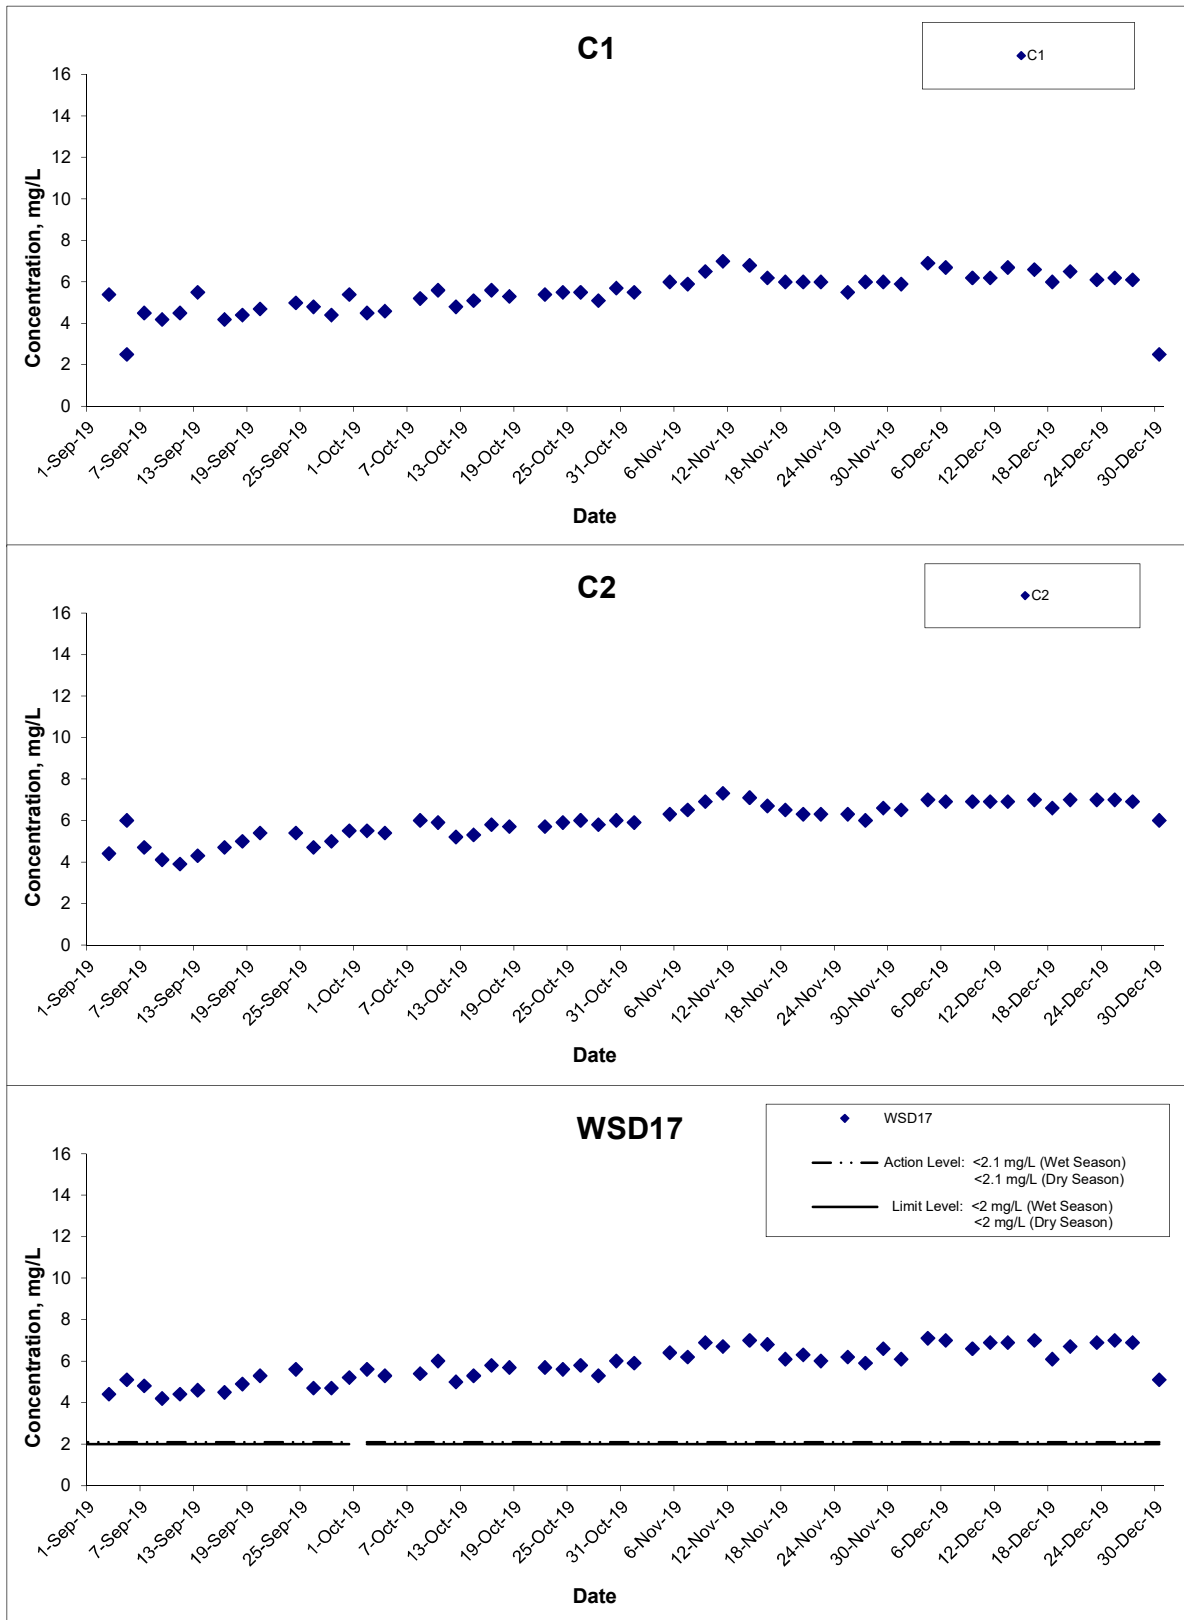 C1
C1
Concentration, mg/L
16
14
12
10
8
6
4
2
0
1-Sep-19
7-Sep-19
13-Sep-19
19-Sep-19
25-Sep-19
1-Oct-19
7-Oct-19
13-Oct-19
19-Oct-19
25-Oct-19
31-Oct-19
6-Nov-19
12-Nov-19
18-Nov-19
24-Nov-19
30-Nov-19
6-Dec-19
12-Dec-19
18-Dec-19
24-Dec-19
30-Dec-19
Date
C2
C2
Concentration, mg/L
16
14
12
10
8
6
4
2
0
1-Sep-19
7-Sep-19
13-Sep-19
19-Sep-19
25-Sep-19
1-Oct-19
7-Oct-19
13-Oct-19
19-Oct-19
25-Oct-19
31-Oct-19
6-Nov-19
12-Nov-19
18-Nov-19
24-Nov-19
30-Nov-19
6-Dec-19
12-Dec-19
18-Dec-19
24-Dec-19
30-Dec-19
Date
WSD17
WSD17
Action Level: <2.1 mg/L (Wet Season)
<2.1 mg/L (Dry Season)
Limit Level: <2 mg/L (Wet Season)
<2 mg/L (Dry Season)
Concentration, mg/L
16
14
12
10
8
6
4
2
0
1-Sep-19
7-Sep-19
13-Sep-19
19-Sep-19
25-Sep-19
1-Oct-19
7-Oct-19
13-Oct-19
19-Oct-19
25-Oct-19
31-Oct-19
6-Nov-19
12-Nov-19
18-Nov-19
24-Nov-19
30-Nov-19
6-Dec-19
12-Dec-19
18-Dec-19
24-Dec-19
30-Dec-19
Date